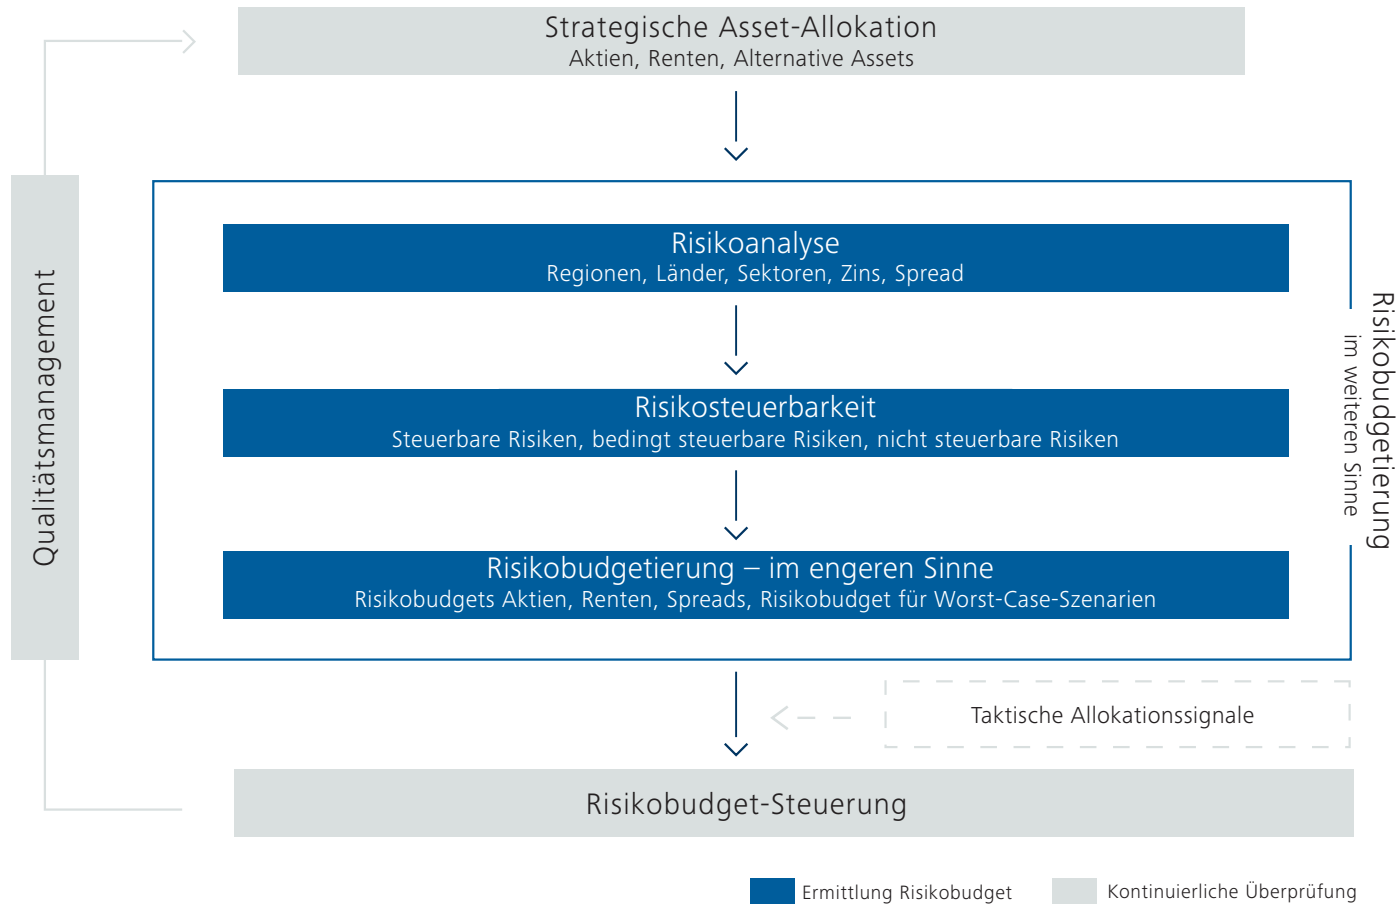 Strategische Asset-Allokation
Aktien, Renten, Alternative Assets
Qualitätsmanagement
Risikoanalyse
Regionen, Länder, Sektoren, Zins, Spread
Risikosteuerbarkeit
Steuerbare Risiken, bedingt steuerbare Risiken, nicht steuerbare Risiken
Risikobudgetierung – im engeren Sinne
Risikobudgets Aktien, Renten, Spreads, Risikobudget für Worst-Case-Szenarien
Risikobudgetierung
im weiteren Sinne
Taktische Allokationssignale
Risikobudget-Steuerung
Ermittlung Risikobudget
Kontinuierliche Überprüfung